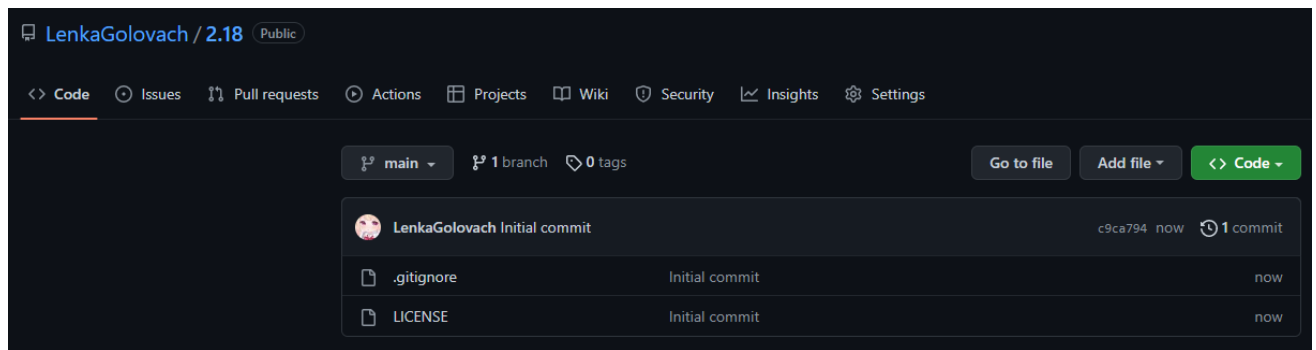 LenkaGolovach / 2.18 Public
Code Issues Pull requests Actions Projects Wiki Security Insights Settings
main 1 branch 0 tags Go to file Add file Code
LenkaGolovach Initial commit c9ca794 now 1 commit
.gitignore Initial commit now
LICENSE Initial commit now